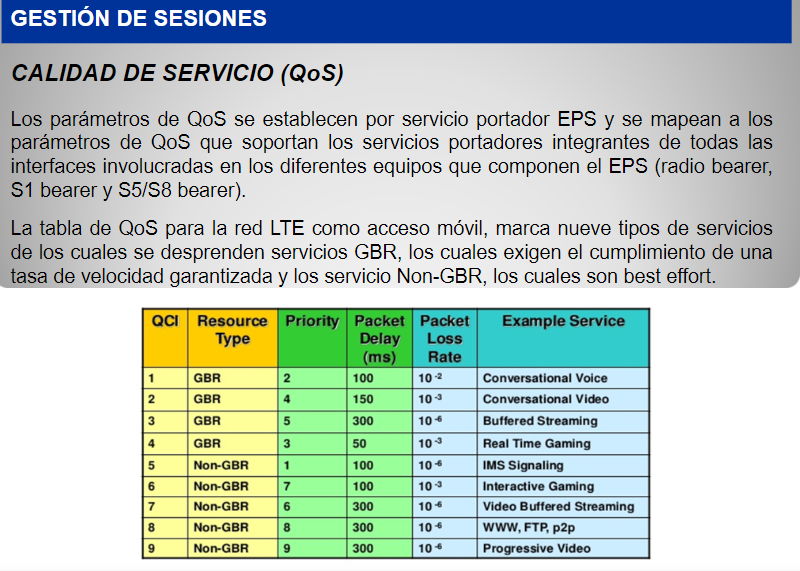 GESTIÓN DE SESIONES
CALIDAD DE SERVICIO (QoS)
Los parámetros de QoS se establecen por servicio portador EPS y se mapean a los
parámetros de QoS que soportan los servicios portadores integrantes de todas las
interfaces involucradas en los diferentes equipos que componen el EPS (radio bearer,
S1 bearer y S5/S8 bearer).
La tabla de QoS para la red LTE como acceso móvil, marca nueve tipos de servicios
de los cuales se desprenden servicios GBR, los cuales exigen el cumplimiento de una
tasa de velocidad garantizada y los servicio Non-GBR, los cuales son best effort.
QCI Resource Type Priority Packet Delay (ms) Packet Loss Rate Example Service
1 GBR 2 100 10 -2 Conversational Voice
2 GBR 4 150 10 -3 Conversational Video
3 GBR 5 300 10 -6 Buffered Streaming
4 GBR 3 50 10 -3 Real Time Gaming
5 Non-GBR 1 100 10 -6 IMS Signaling
6 Non-GBR 7 100 10 -3 Interactive Gaming
7 Non-GBR 6 300 10 -6 Video Buffered Streaming
8 Non-GBR 8 300 10 -6 WWW, FTP, p2p
9 Non-GBR 9 300 10 -6 Progressive Video